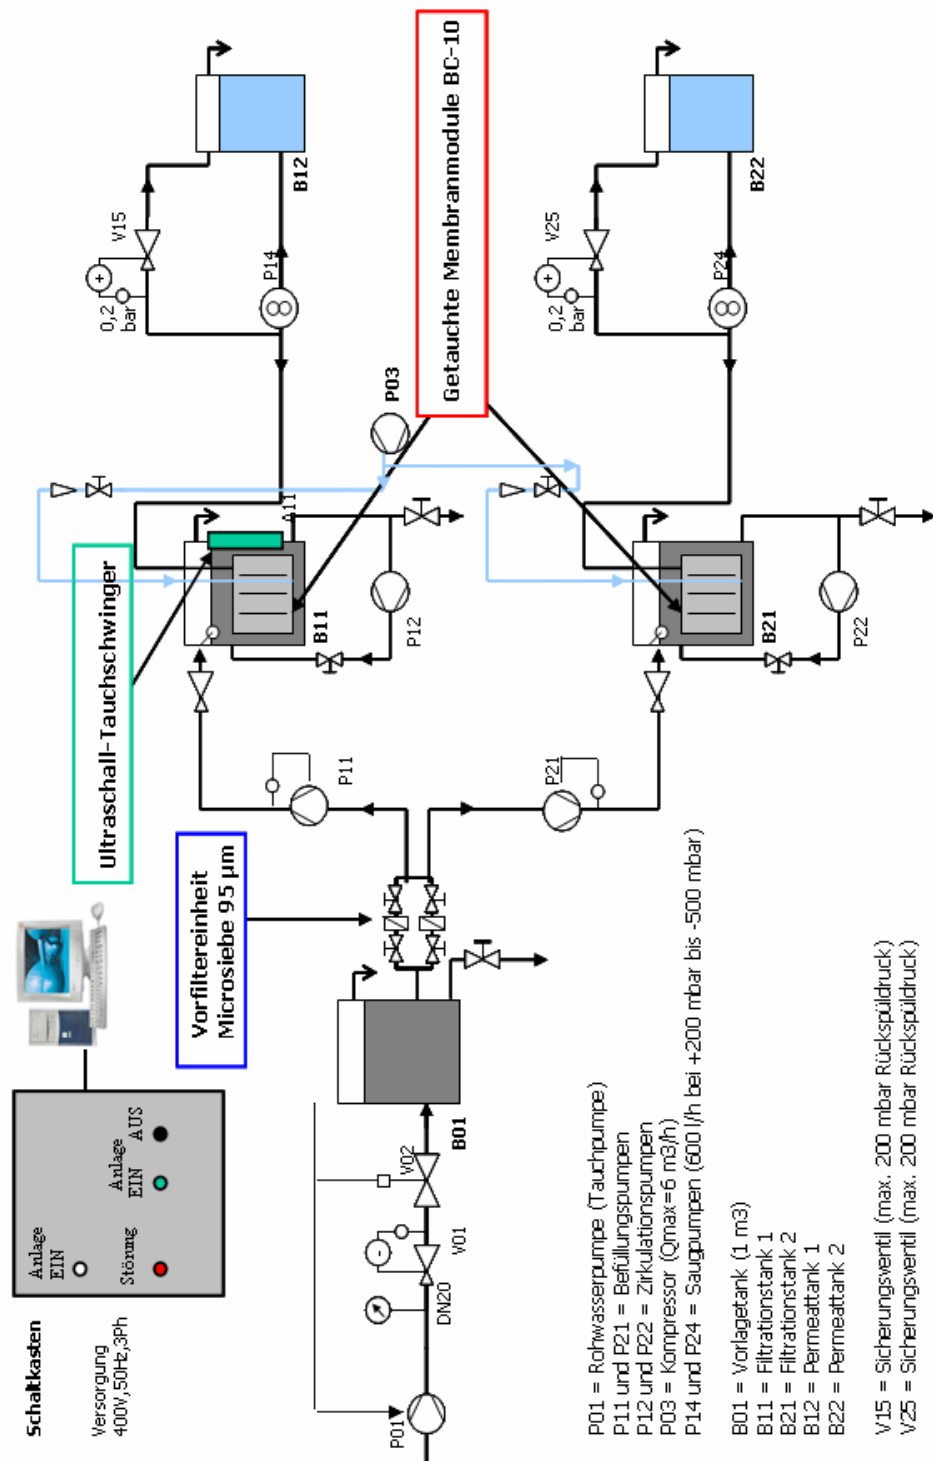 Schaltkasten
Versorgung
400V,50Hz,3Ph
Anlage
EIN
Störung
Anlage
EIN
AUS
Vorfiltereinheit
Microsiebe 95 µm
Ultraschall-Tauchschwinger
Getauchte Membranmodule BC-10
P01
DN20
V01
V02
B01
P11
P21
B11
A11
P12
P03
B21
P22
0,2
bar
V15
P14
B12
0,2
bar
V25
P24
B22
P01 = Rohwasserpumpe (Tauchpumpe)
P11 und P21 = Befüllungspumpen
P12 und P22 = Zirkulationspumpen
P03 = Kompressor (Qmax=6 m3/h)
P14 und P24 = Saugpumpen (600 l/h bei +200 mbar bis -500 mbar)
B01 = Vorlagetank (1 m3)
B11 = Filtrationstank 1
B21 = Filtrationstank 2
B12 = Permeattank 1
B22 = Permeattank 2
V15 = Sicherungsventil (max. 200 mbar Rückspüldruck)
V25 = Sicherungsventil (max. 200 mbar Rückspüldruck)